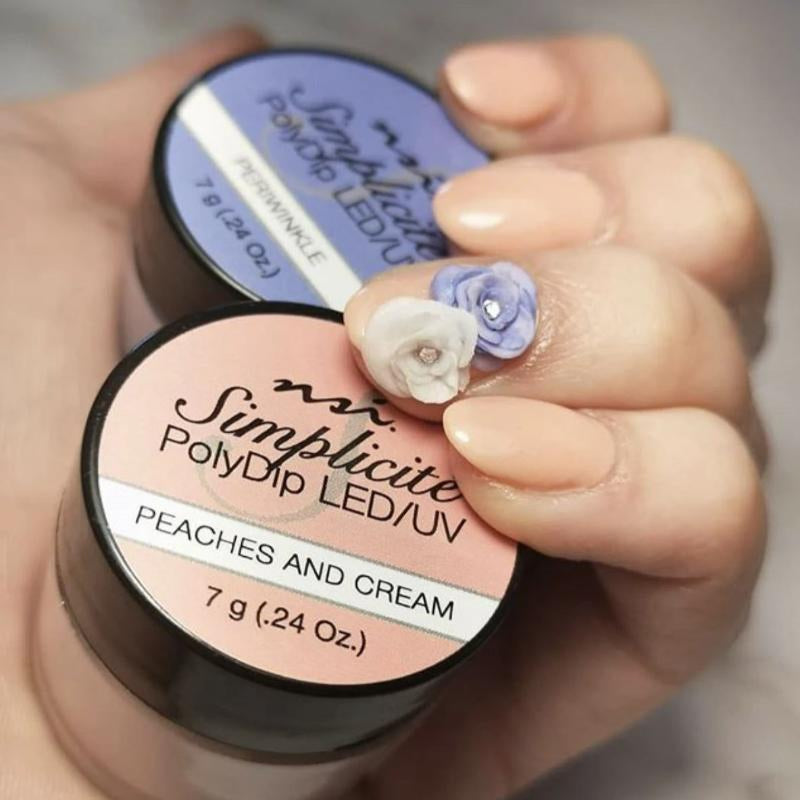 nsi.
Simplicite
PolyDip LED/U
PERIWINKLE
7 g (.24 Oz.)
nsi.
Simplicite
PolyDip LED/UV
PEACHES AND CREAM
7 g (.24 Oz.)